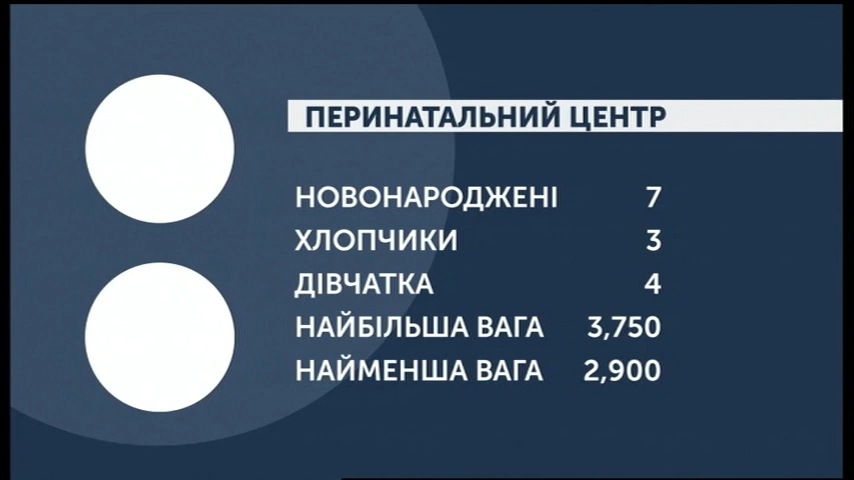 ПЕРИНАТАЛЬНИЙ ЦЕНТР
НОВОНАРОДЖЕНІ 7
ХЛОПЧИКИ 3
ДІВЧАТКА 4
НАЙБІЛЬША ВАГА 3,750
НАЙМЕНША ВАГА 2,900